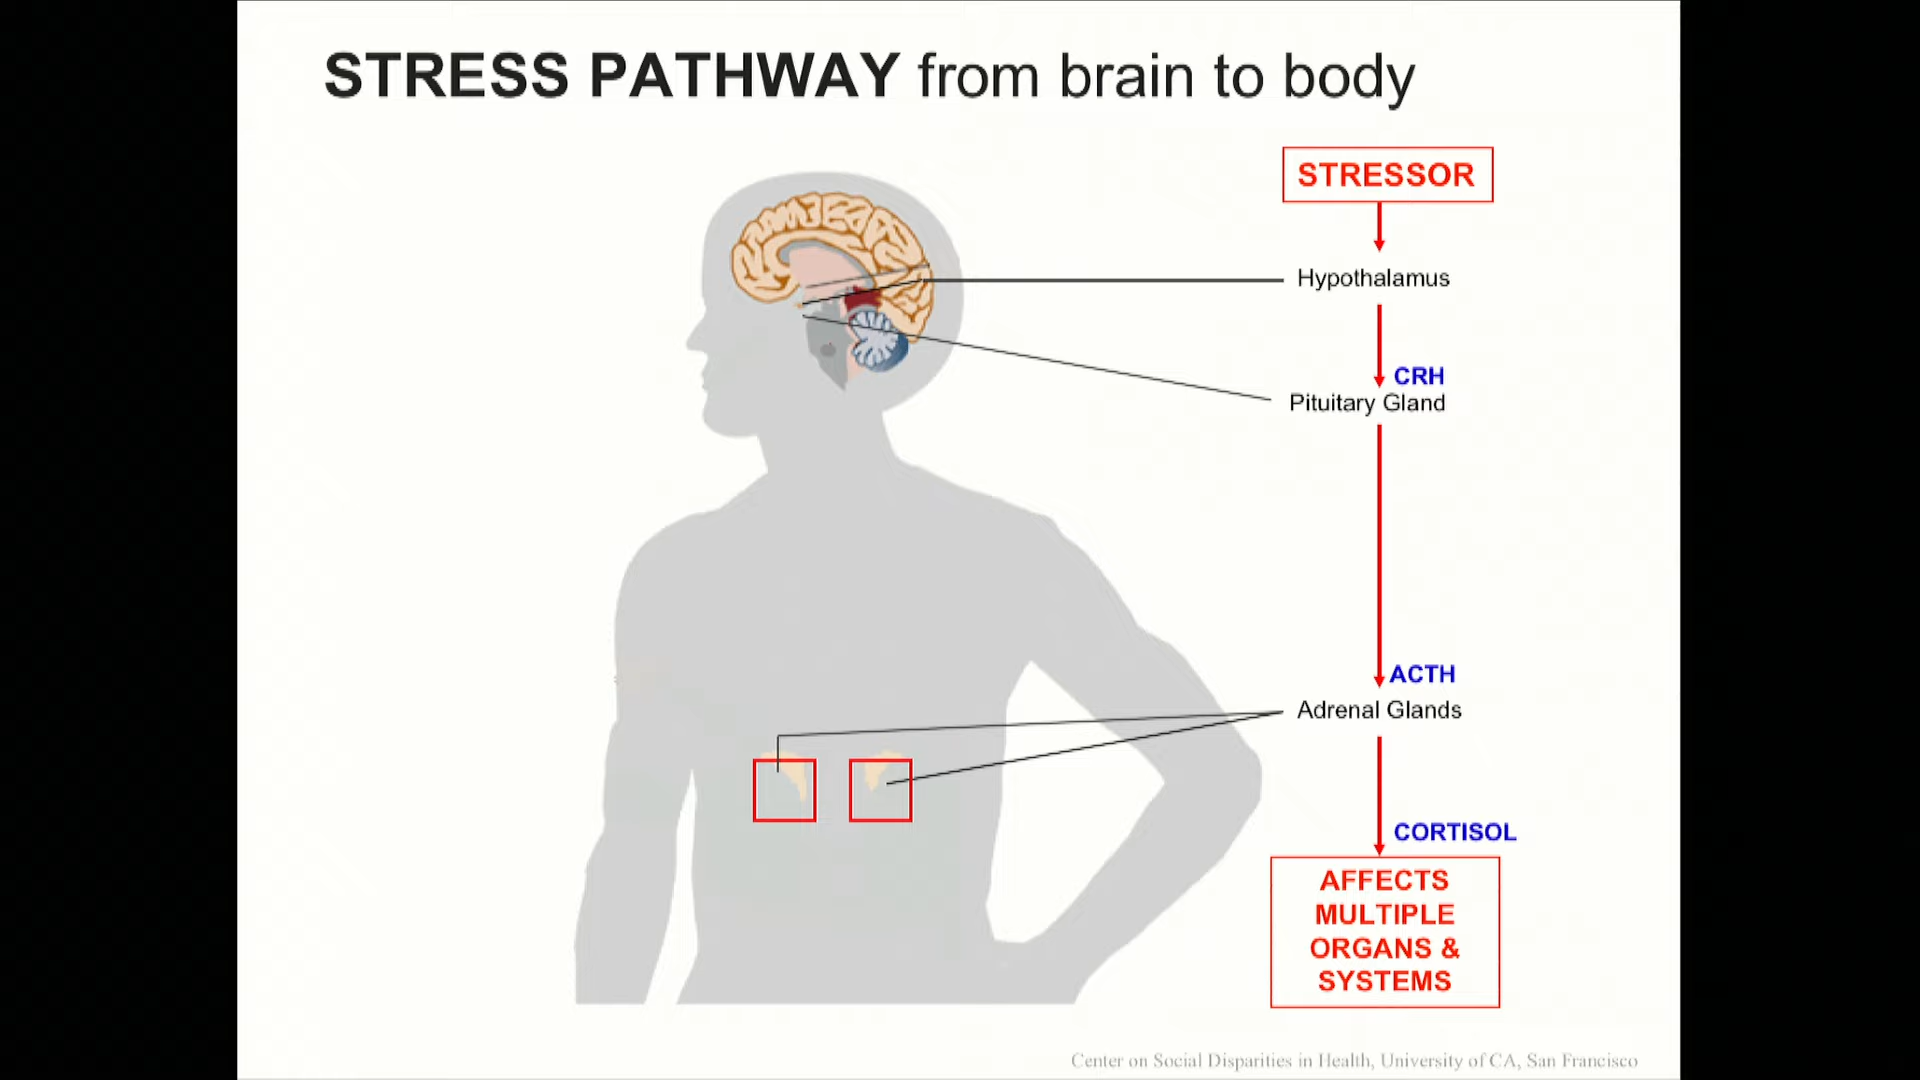 STRESS PATHWAY from brain to body
STRESSOR
Hypothalamus
CRH
Pituitary Gland
ACTH
Adrenal Glands
CORTISOL
AFFECTS
MULTIPLE
ORGANS &
SYSTEMS
Center on Social Disparities in Health, University of CA, San Francisco